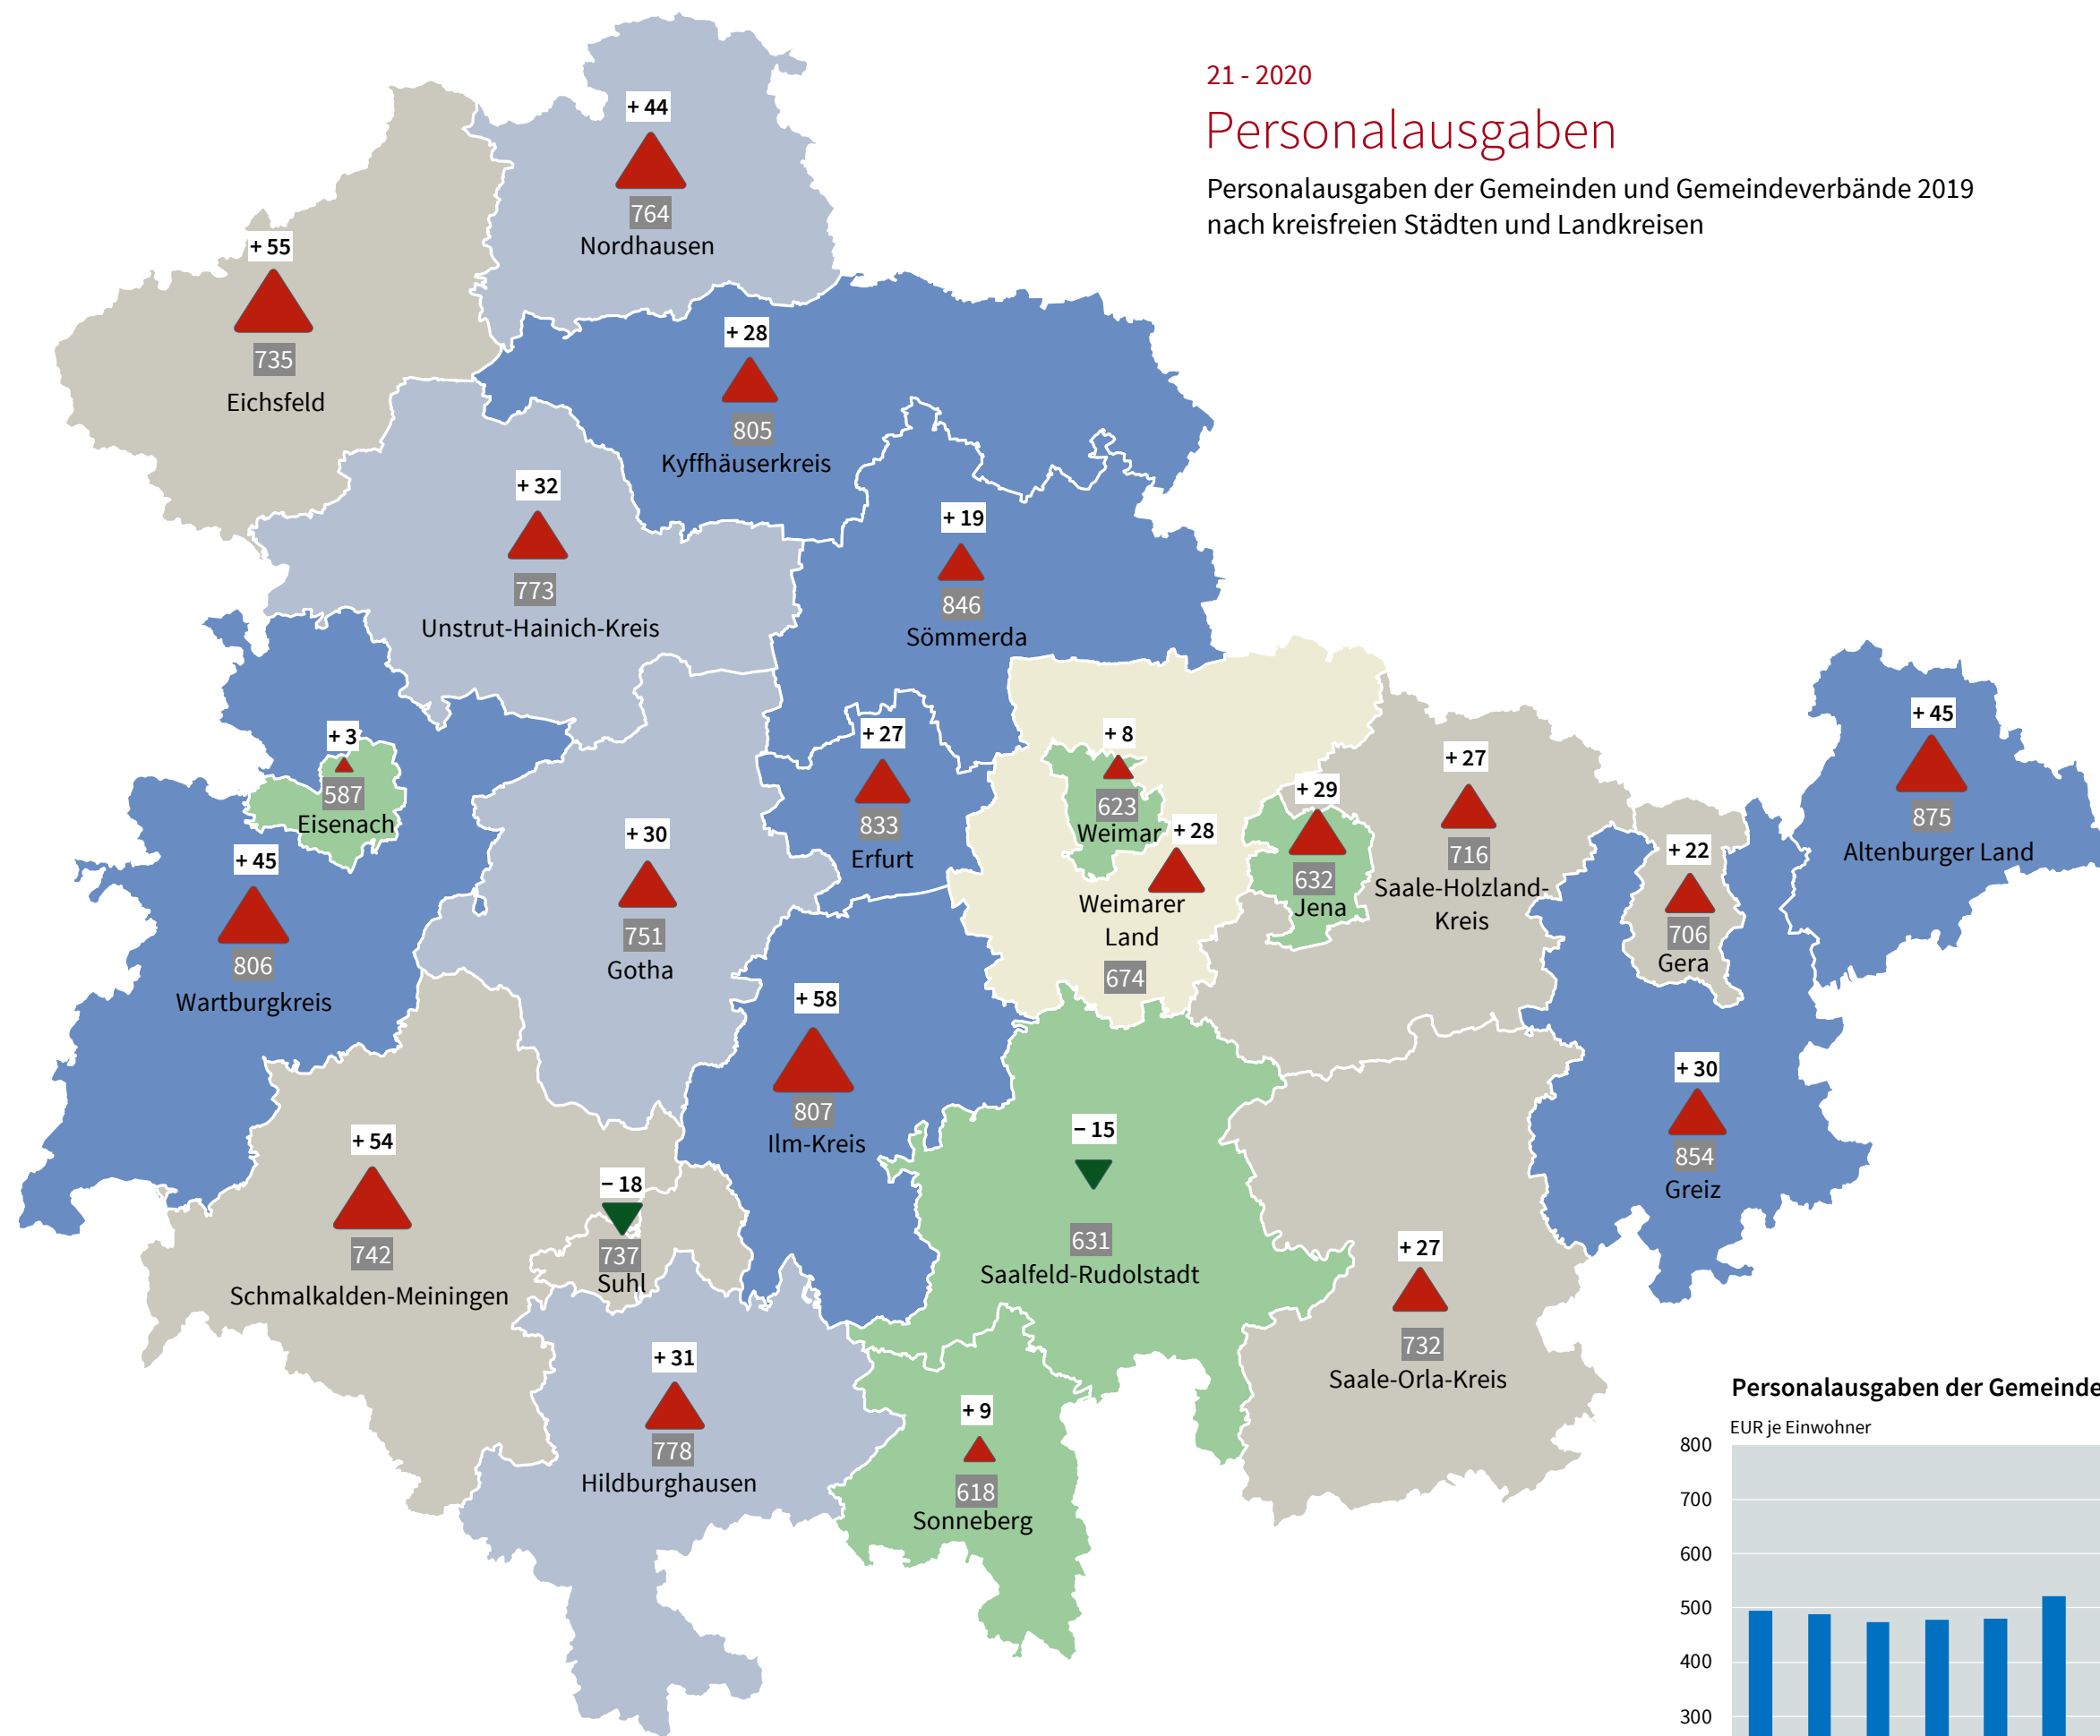 21 - 2020
Personalausgaben
Personalausgaben der Gemeinden und Gemeindeverbände 2019
nach kreisfreien Städten und Landkreisen
+ 44
764
Nordhausen
+ 55
735
Eichsfeld
+ 28
805
Kyffhäuserkreis
+ 32
773
Unstrut-Hainich-Kreis
+ 19
846
Sömmerda
+ 3
587
Eisenach
+ 45
806
Wartburgkreis
+ 30
751
Gotha
+ 27
833
Erfurt
+ 8
623
Weimar
+ 28
Weimarer
Land
674
+ 29
632
Jena
+ 27
716
Saale-Holzland-
Kreis
+ 22
706
Gera
+ 45
875
Altenburger Land
+ 58
807
Ilm-Kreis
+ 30
854
Greiz
+ 54
742
Schmalkalden-Meiningen
− 18
737
Suhl
− 15
631
Saalfeld-Rudolstadt
+ 27
732
Saale-Orla-Kreis
+ 31
778
Hildburghausen
+ 9
618
Sonneberg
Personalausgaben der Gemeinde
EUR je Einwohner
800
700
600
500
400
300